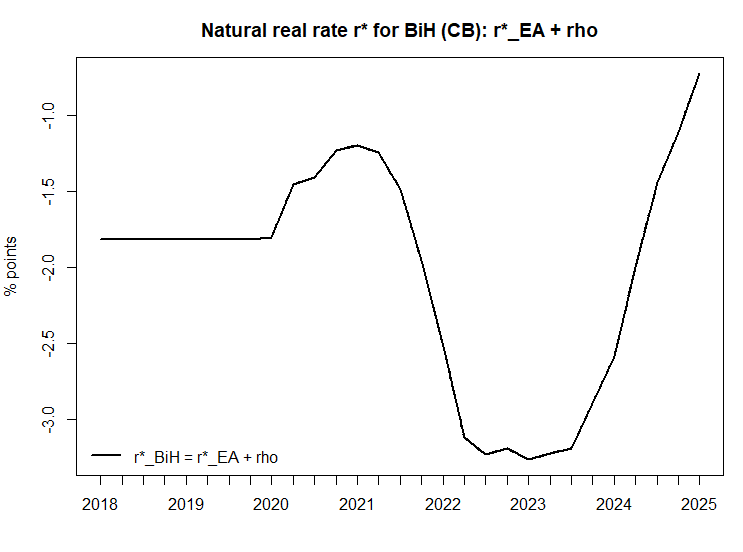 Natural real rate r* for BiH (CB): r*_EA + rho
% points
-1.0
-1.5
-2.0
-2.5
-3.0
r*_BiH = r*_EA + rho
2018 2019 2020 2021 2022 2023 2024 2025